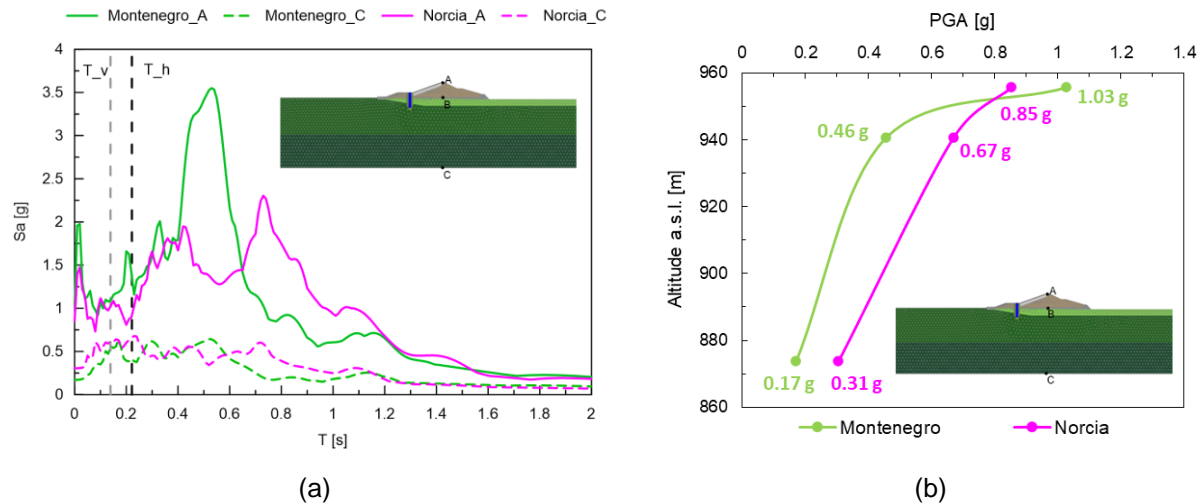 Montenegro_A Montenegro_C Norcia_A Norcia_C
4
3.5
3
2.5
2
1.5
1
0.5
0
Sa [g]
T_v T_h
A
B
C
0 0.2 0.4 0.6 0.8 1 1.2 1.4 1.6 1.8 2
T [s]
(a)
PGA [g]
0 0.2 0.4 0.6 0.8 1 1.2 1.4
960
940
920
900
880
860
Altitude a.s.l. [m]
1.03 g
0.85 g
0.46 g
0.67 g
A
B
C
0.17 g 0.31 g
Montenegro Norcia
(b)